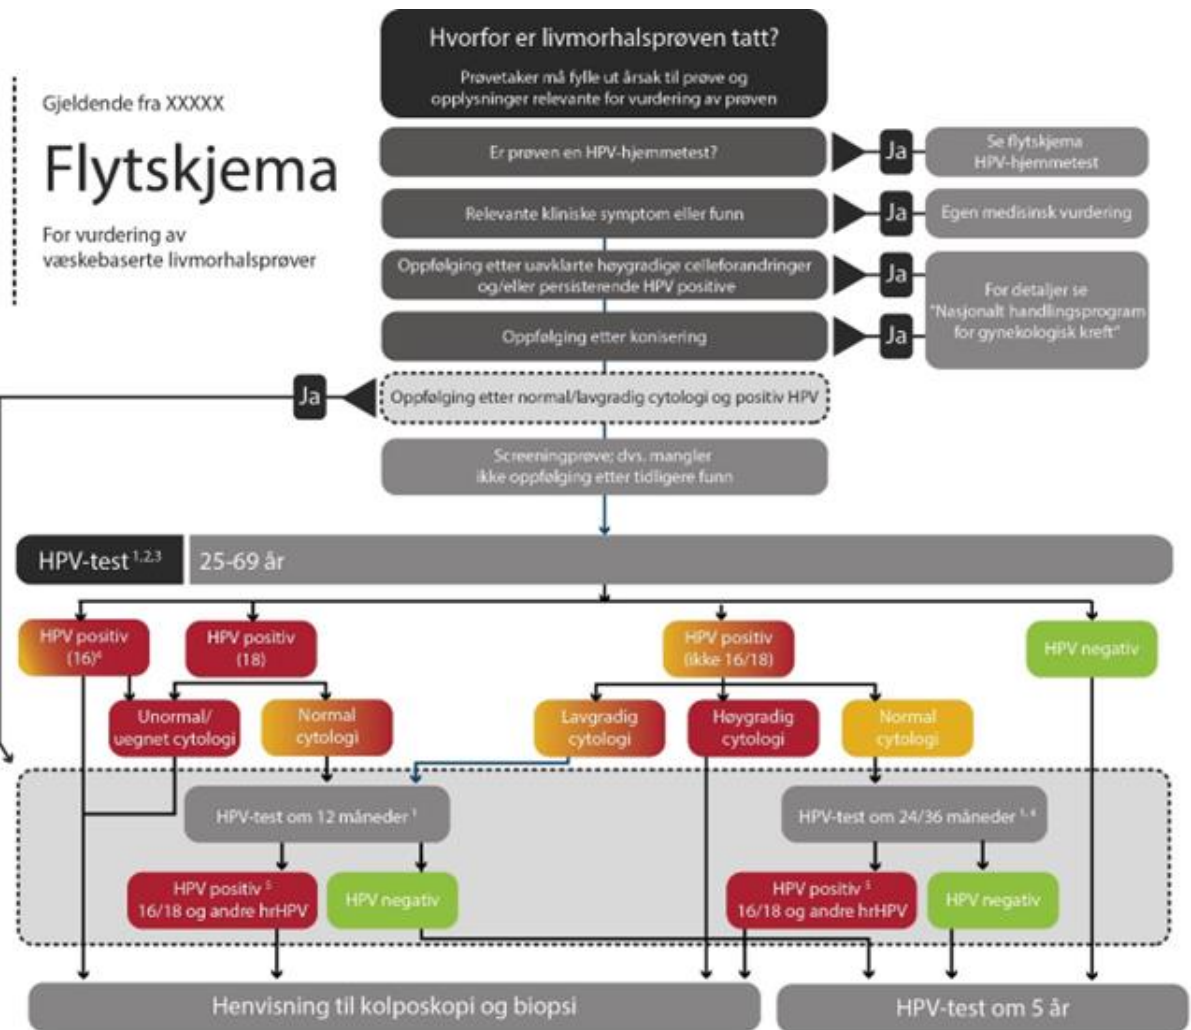 Hvorfor er livmorhalsprøven tatt?
Prøvetaker må fylle ut årsak til prøve og
opplysninger relevante for vurdering av prøven
Gjeldende fra XXXXX
Flytskjema
For vurdering av
væskebaserte livmorhalsprøver
Er prøven en HPV-hjemmetest?
Ja
Se flytskjema
HPV-hjemmetest
Relevante kliniske symptom eller funn
Ja
Egen medisinsk vurdering
Oppfølging etter uavklarte høygradige celleforandringer
og/eller persisterende HPV positive
Ja
For detaljer se
"Nasjonalt handlingsprogram
for gynekologisk kreft"
Oppfølging etter konisering
Ja
Ja
Oppfølging etter normal/lavgradig cytologi og positiv HPV
Screeningprøve; dvs. mangler
ikke oppfølging etter tidligere funn
HPV-test 1,2,3
25-69 år
HPV positiv
(16)6
HPV positiv
(18)
HPV positiv
(ikke 16/18)
HPV negativ
Unormal/
uegnet cytologi
Normal
cytologi
Lavgradig
cytologi
Høygradig
cytologi
Normal
cytologi
HPV-test om 12 måneder 1
HPV-test om 24/36 måneder 1, 4
HPV positiv 5
16/18 og andre hrHPV
HPV negativ
HPV positiv 5
16/18 og andre hrHPV
HPV negativ
Henvisning til kolposkopi og biopsi
HPV-test om 5 år